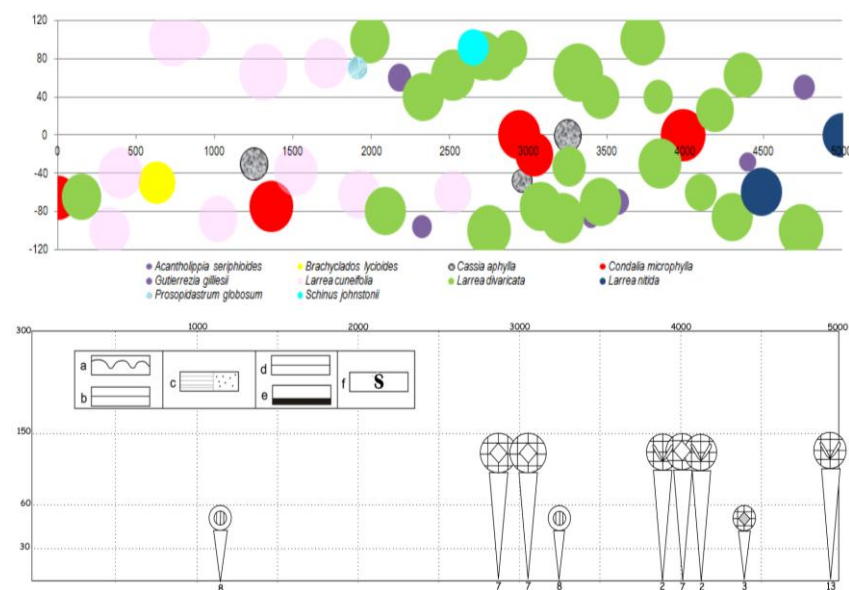 120
80
40
0
-40
-80
-120
0 500 1000 1500 2000 2500 3000 3500 4000 4500 5000
Acantholippia seriphioides Brachyclados lycioides Cassia aphylla Condalia microphylla
Gutierrezia gilliesii Larrea cuneifolia Larrea divaricata Larrea nitida
Prosopidastrum globosum Schinus johnstonii
300 1000 2000 3000 4000 5000
a d
c f S
b e
150
60
30
8 7 7 8 2 7 2 3 13